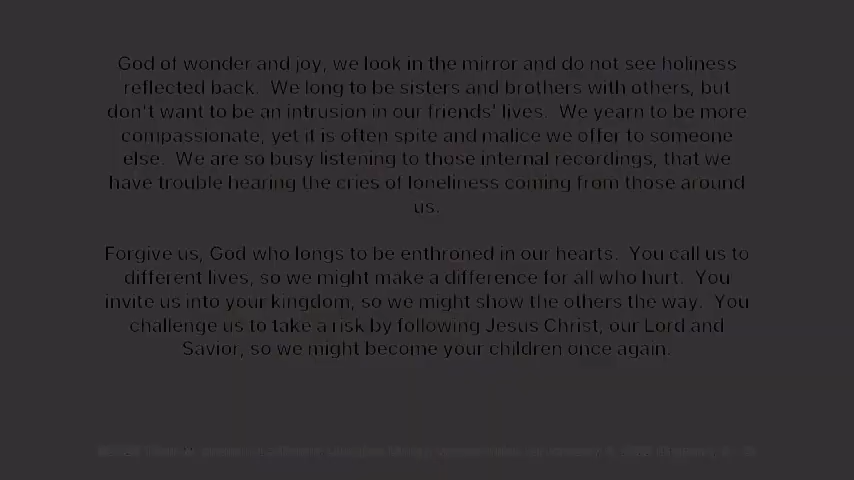 God of wonder and joy, we look in the mirror and do not see holiness
reflected back. We long to be sisters and brothers with others, but
don't want to be an intrusion in our friends' lives. We yearn to be more
compassionate, yet it is often spite and malice we offer to someone
else. We are so busy listening to those internal recordings, that we
have trouble hearing the cries of loneliness coming from those around
us.
Forgive us, God who longs to be enthroned in our hearts. You call us to
different lives, so we might make a difference for all who hurt. You
invite us into your kingdom, so we might show the others the way. You
challenge us to take a risk by following Jesus Christ, our Lord and
Savior, so we might become your children once again.